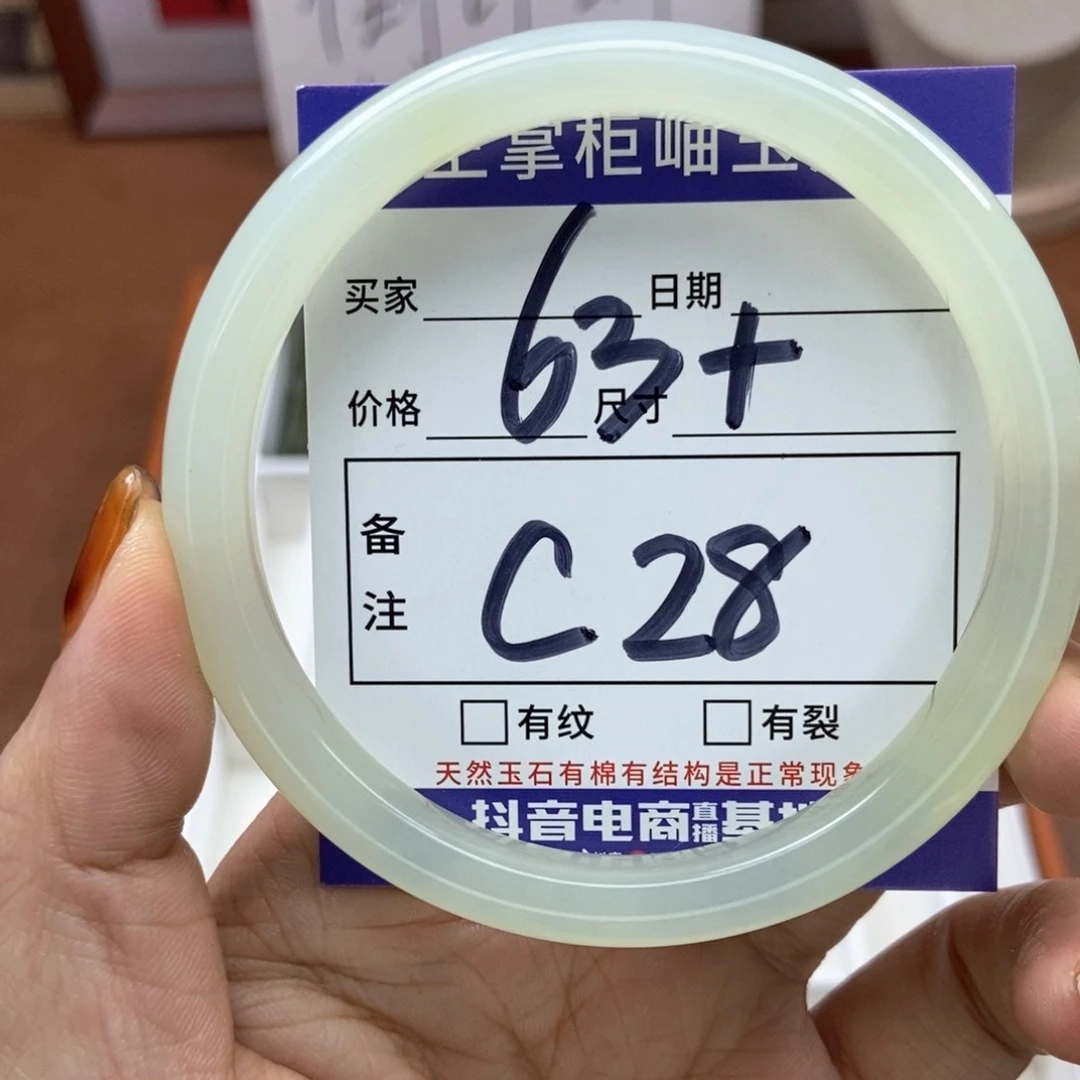 掌柜岫玉
买家 日期
63+
价格 尺寸
备注
C28
有纹 有裂
天然玉石有棉有结构是正常现象
抖音电商直播基